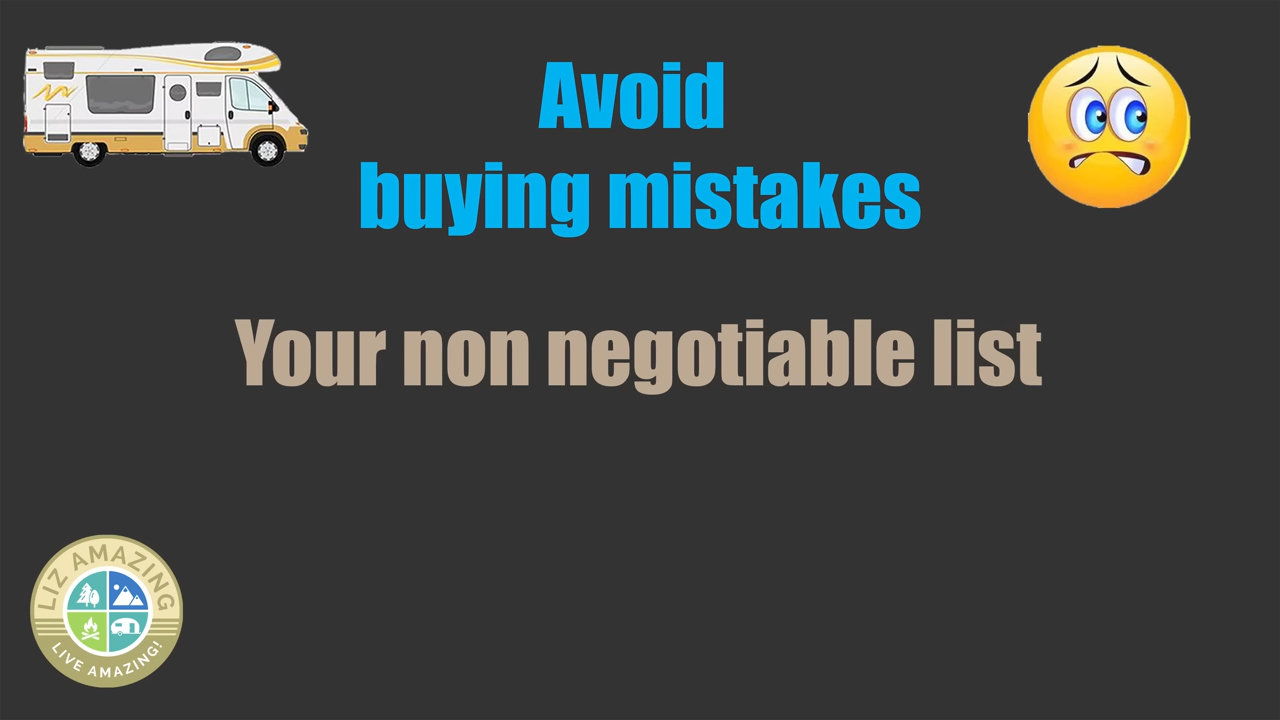 Avoid
buying mistakes
Your non negotiable list
LIZ AMAZING
LIVE AMAZING!